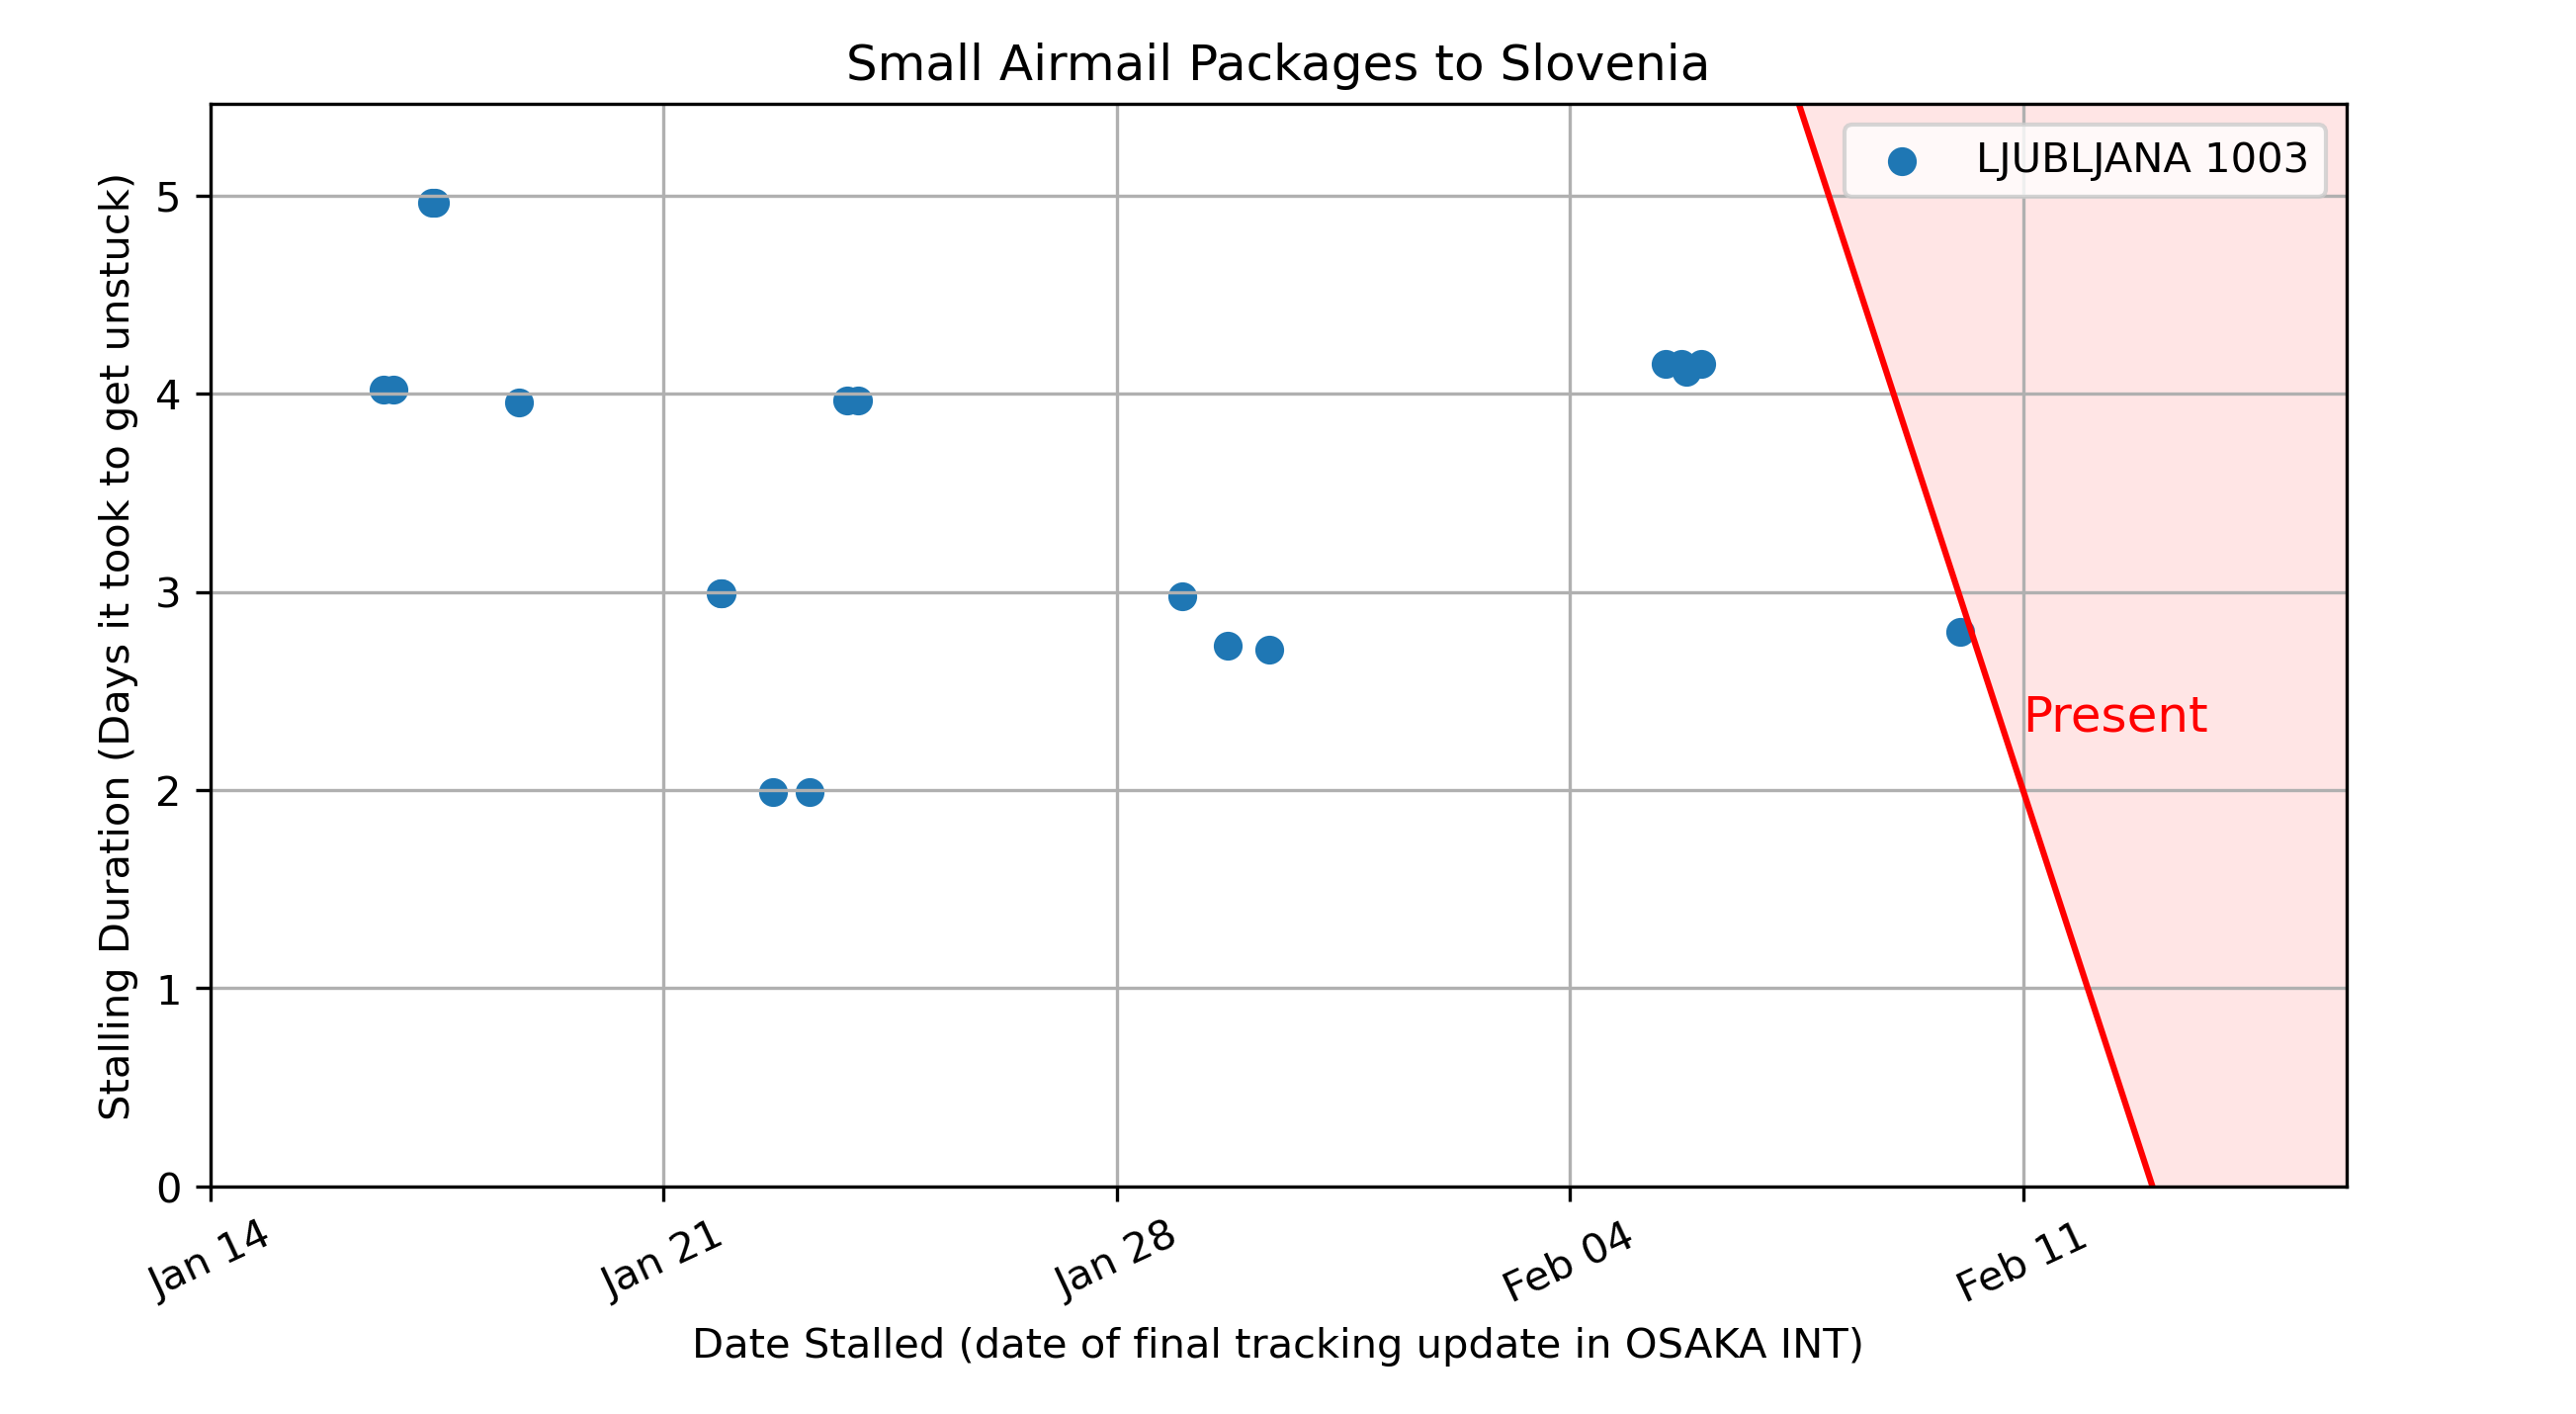 Small Airmail Packages to Slovenia
LJUBLJANA 1003
Stalling Duration (Days it took to get unstuck)
5
4
3
2
1
0
Present
Jan 14
Jan 21
Jan 28
Feb 04
Feb 11
Date Stalled (date of final tracking update in OSAKA INT)